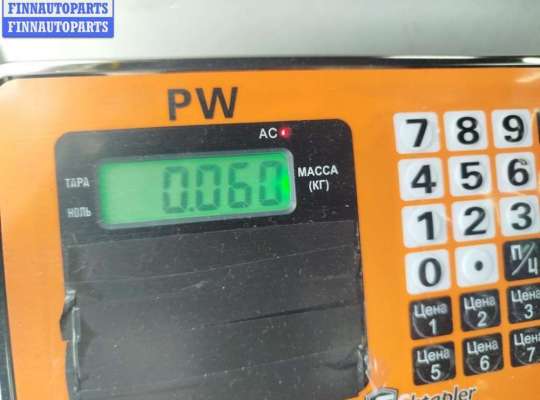 FINNAUTOPARTS
FINNAUTOPARTS
PW
AC
ТАРА
НОЛЬ
0.060
МАССА
(КГ)
7 8 9
4 5 6
1 2 3
0 . П/Ц
Цена 1
Цена 2
Цена 3
Цена 5
Цена 6
Цена 7